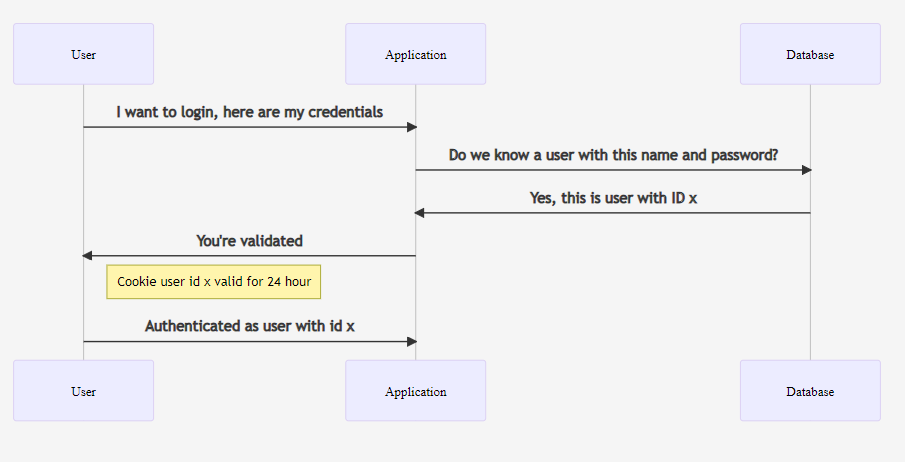 User
Application
Database
I want to login, here are my credentials
Do we know a user with this name and password?
Yes, this is user with ID x
You're validated
Cookie user id x valid for 24 hour
Authenticated as user with id x
User
Application
Database